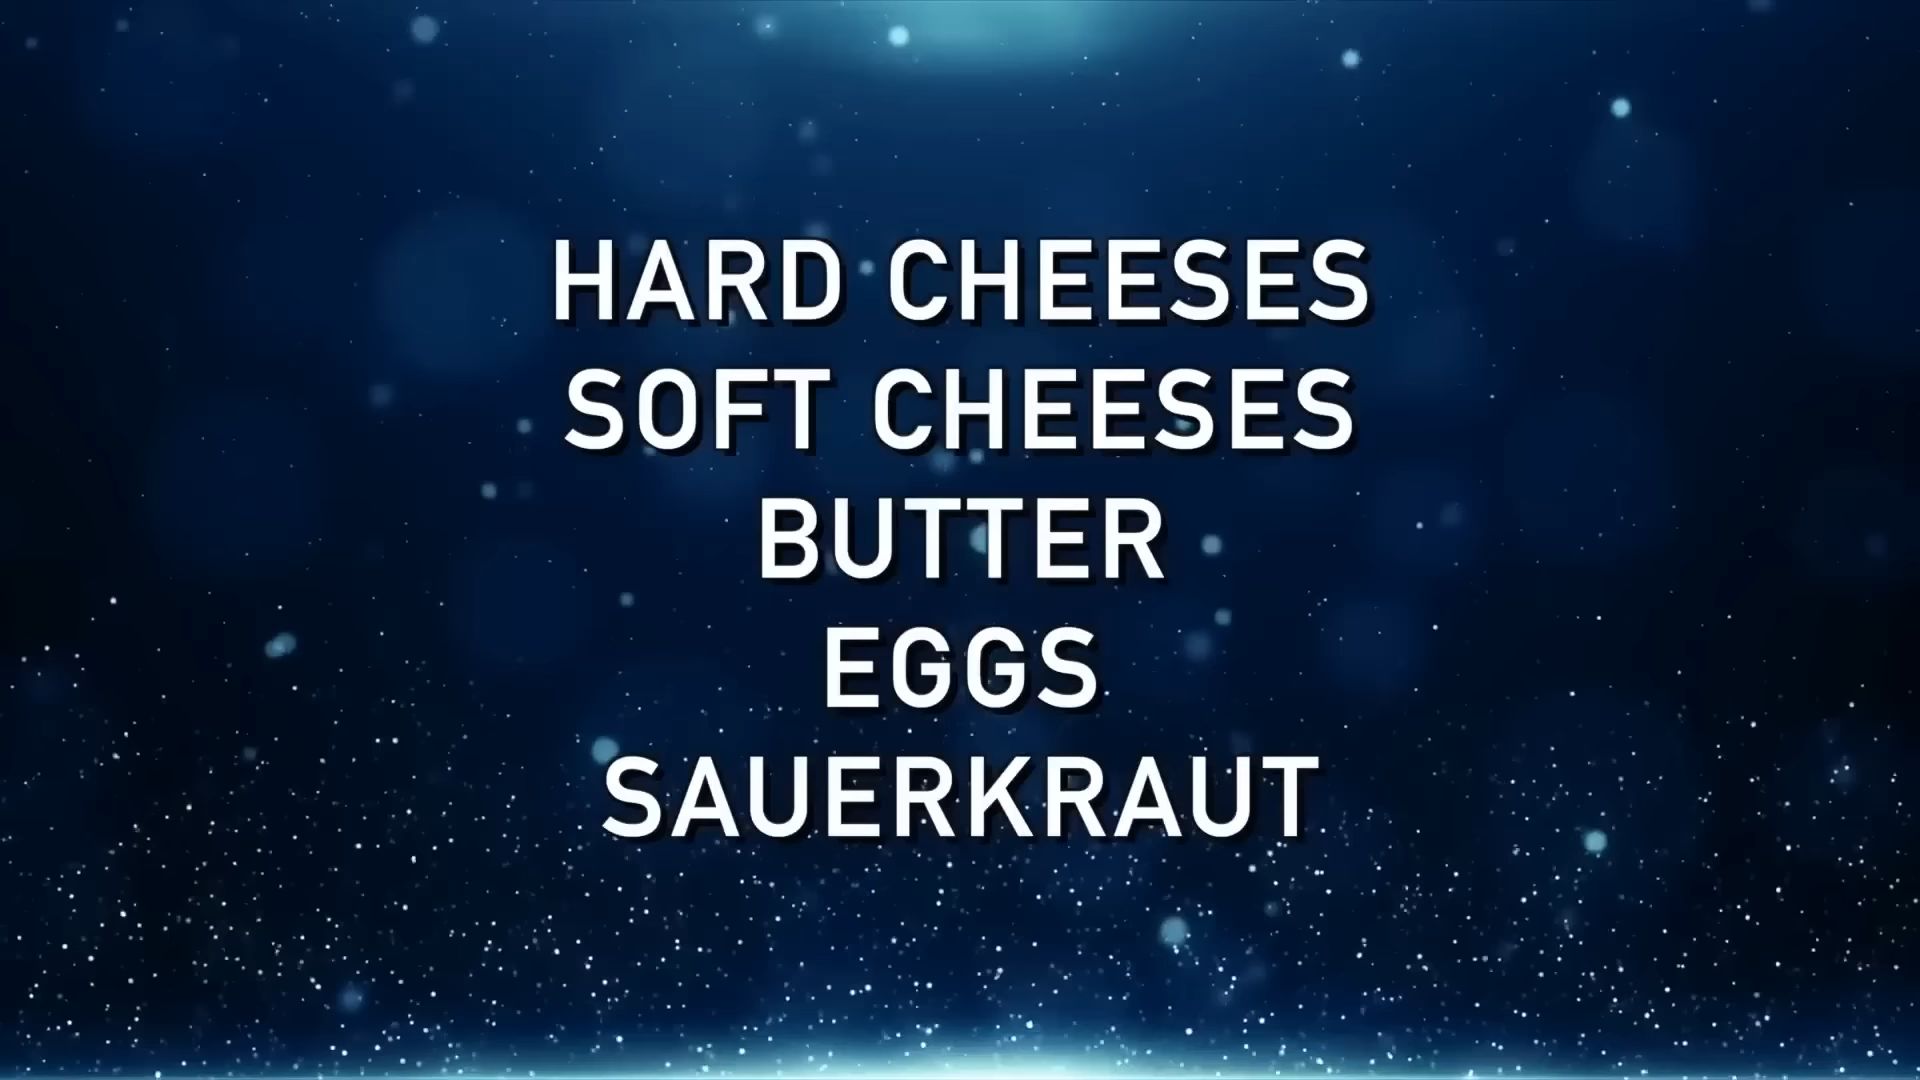 HARD CHEESES
SOFT CHEESES
BUTTER
EGGS
SAUERKRAUT